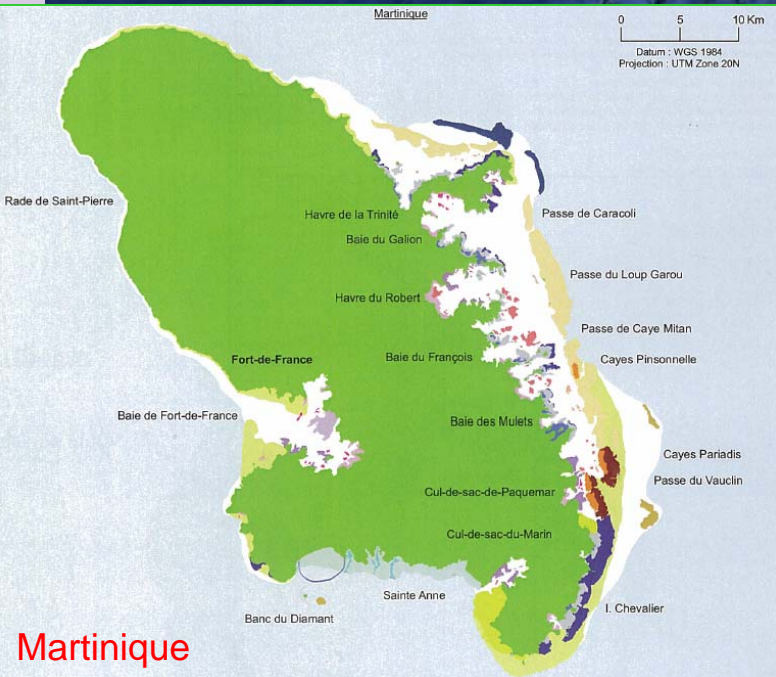 Martinique
0 5 10 Km
Datum : WGS 1984
Projection : UTM Zone 20N
Rade de Saint-Pierre
Havre de la Trinité
Passe de Caracoli
Baie du Galion
Passe du Loup Garou
Havre du Robert
Passe de Caye Mitan
Fort-de-France
Baie du François
Cayes Pinsonnelle
Baie de Fort-de-France
Baie des Mulets
Cayes Pariadis
Passe du Vauclin
Cul-de-sac-de-Paquemar
Cul-de-sac-du-Marin
Sainte Anne
I. Chevalier
Banc du Diamant
Martinique